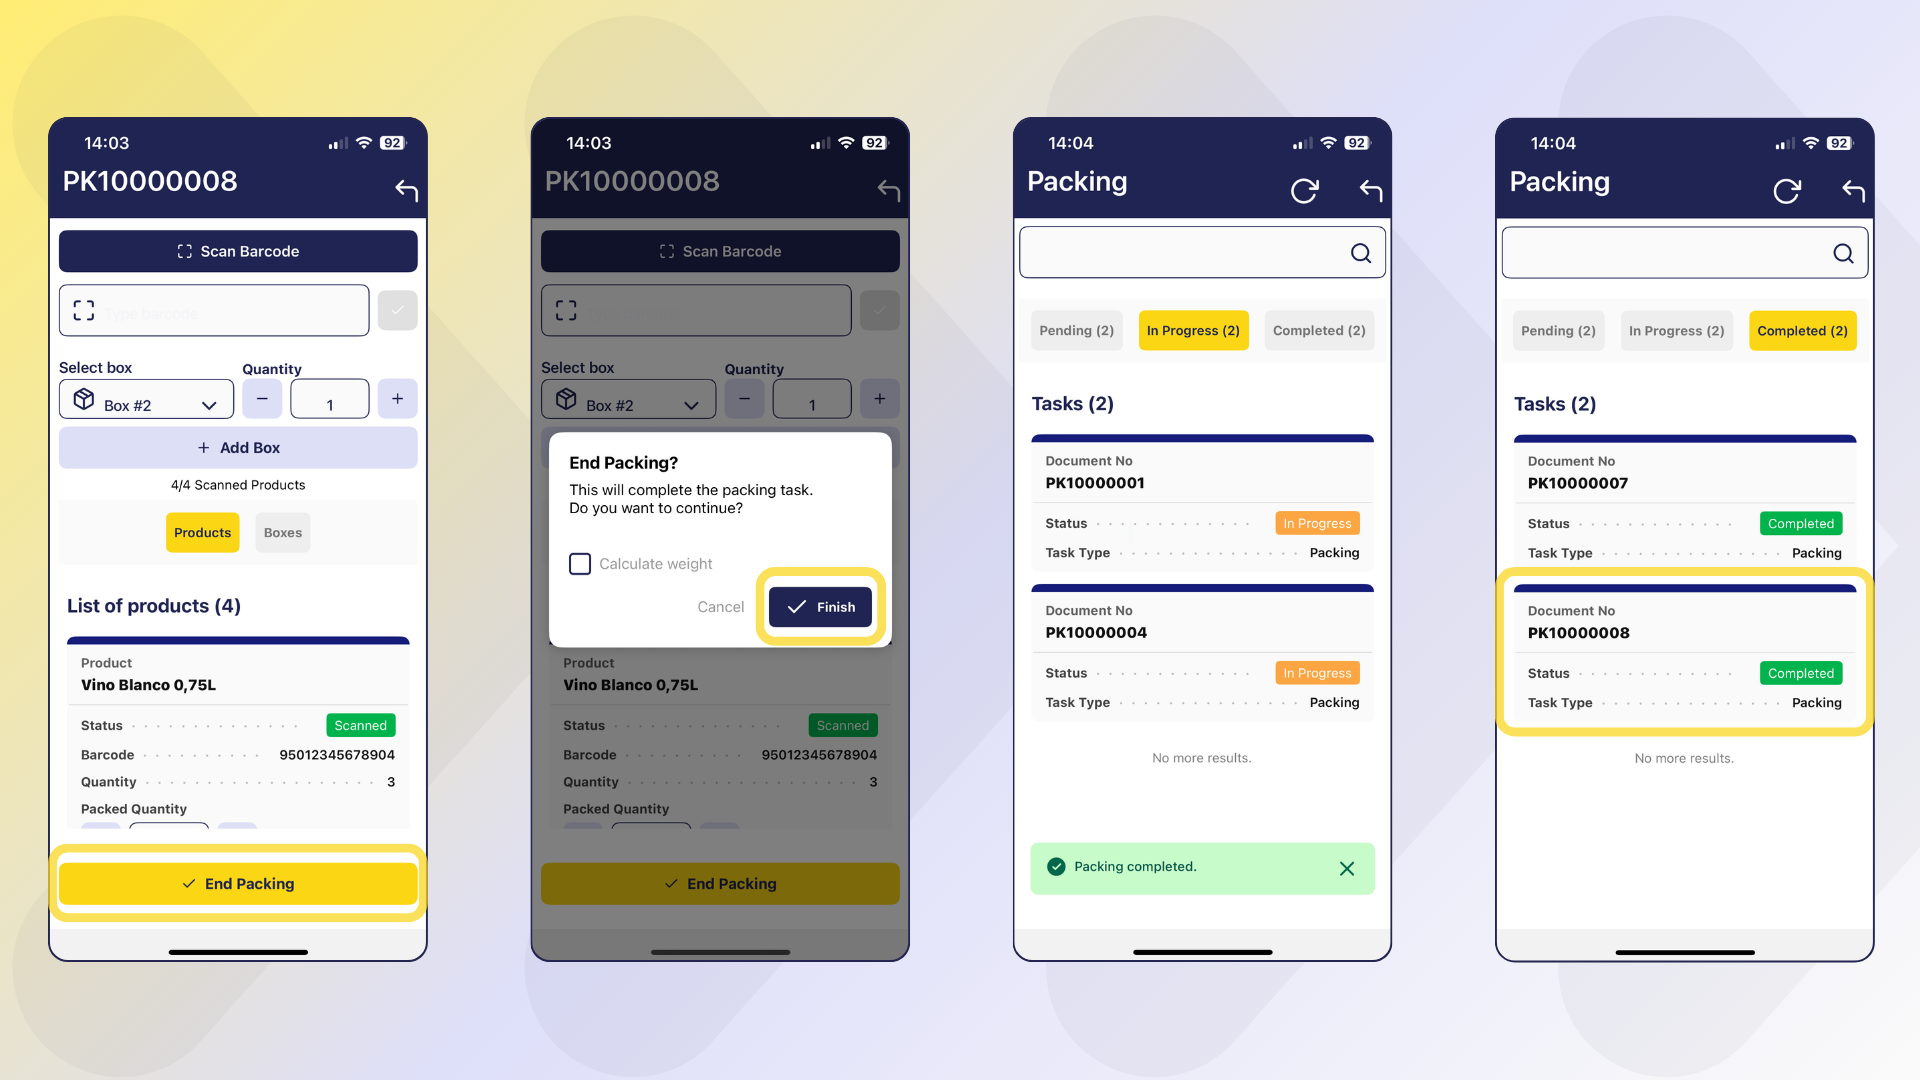 14:03
92
PK10000008
Scan Barcode
Type barcode
Select box
Quantity
Box #2
−
1
+
+ Add Box
4/4 Scanned Products
Products
Boxes
List of products (4)
Product
Vino Blanco 0,75L
Status
Scanned
Barcode
95012345678904
Quantity
3
Packed Quantity
End Packing
14:03
92
PK10000008
Scan Barcode
Select box
Quantity
Box #2
−
1
+
End Packing?
This will complete the packing task.
Do you want to continue?
Calculate weight
Cancel
Finish
Product
Vino Blanco 0,75L
Status
Scanned
Barcode
95012345678904
Quantity
3
Packed Quantity
End Packing
14:04
92
Packing
Pending (2)
In Progress (2)
Completed (2)
Tasks (2)
Document No
PK10000001
Status
In Progress
Task Type
Packing
Document No
PK10000004
Status
In Progress
Task Type
Packing
No more results.
Packing completed.
14:04
92
Packing
Pending (2)
In Progress (2)
Completed (2)
Tasks (2)
Document No
PK10000007
Status
Completed
Task Type
Packing
Document No
PK10000008
Status
Completed
Task Type
Packing
No more results.